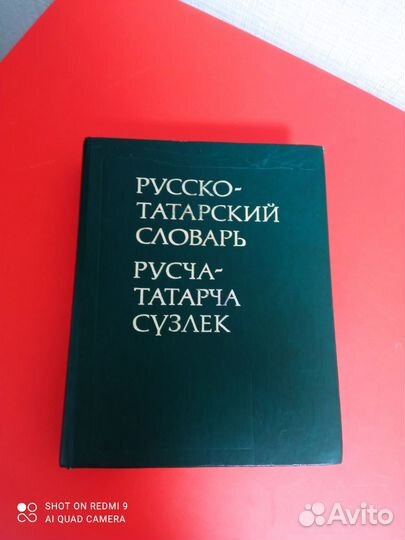 РУССКО-
ТАТАРСКИЙ
СЛОВАРЬ
РУСЧА-
ТАТАРЧА
СҮЗЛЕК
SHOT ON REDMI 9
AI QUAD CAMERA
Avito